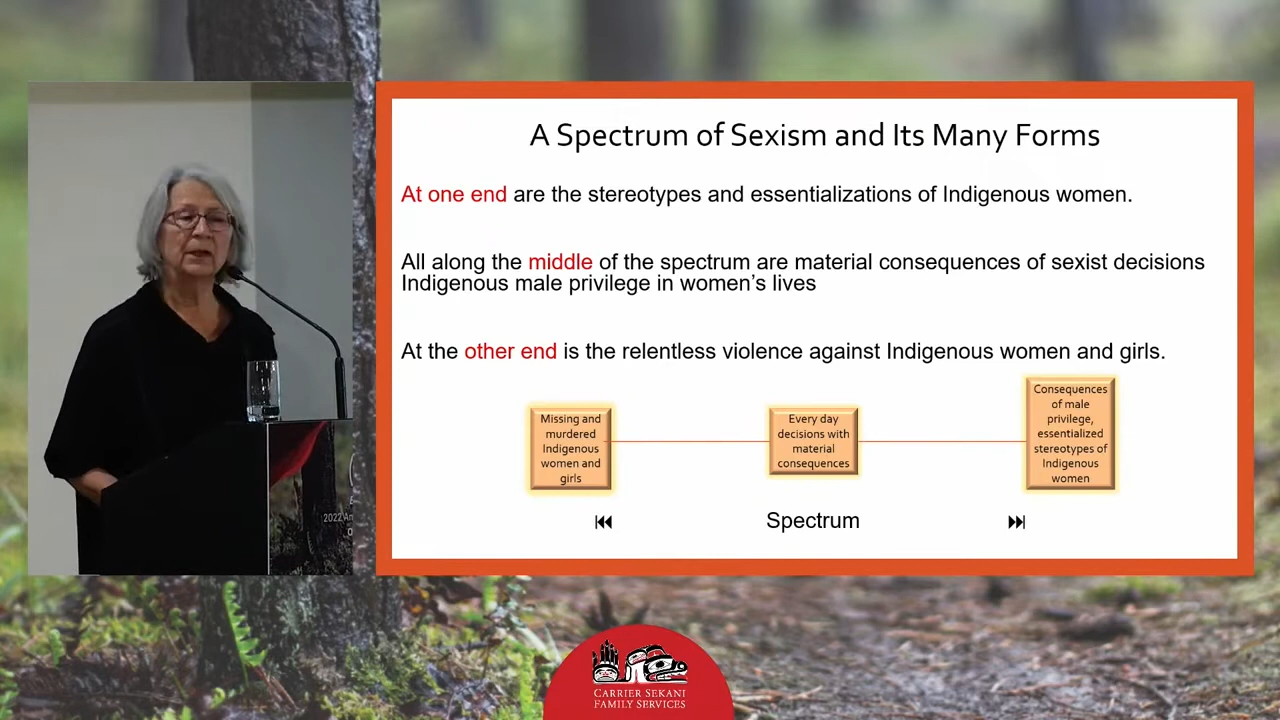 A Spectrum of Sexism and Its Many Forms
At one end are the stereotypes and essentializations of Indigenous women.
All along the middle of the spectrum are material consequences of sexist decisions
Indigenous male privilege in women's lives
At the other end is the relentless violence against Indigenous women and girls.
Missing and
murdered
Indigenous
women and
girls
Every day
decisions with
material
consequences
Consequences
of male
privilege,
essentialized
stereotypes of
Indigenous
women
Spectrum
2022
CARRIER SEKANI
FAMILY SERVICES